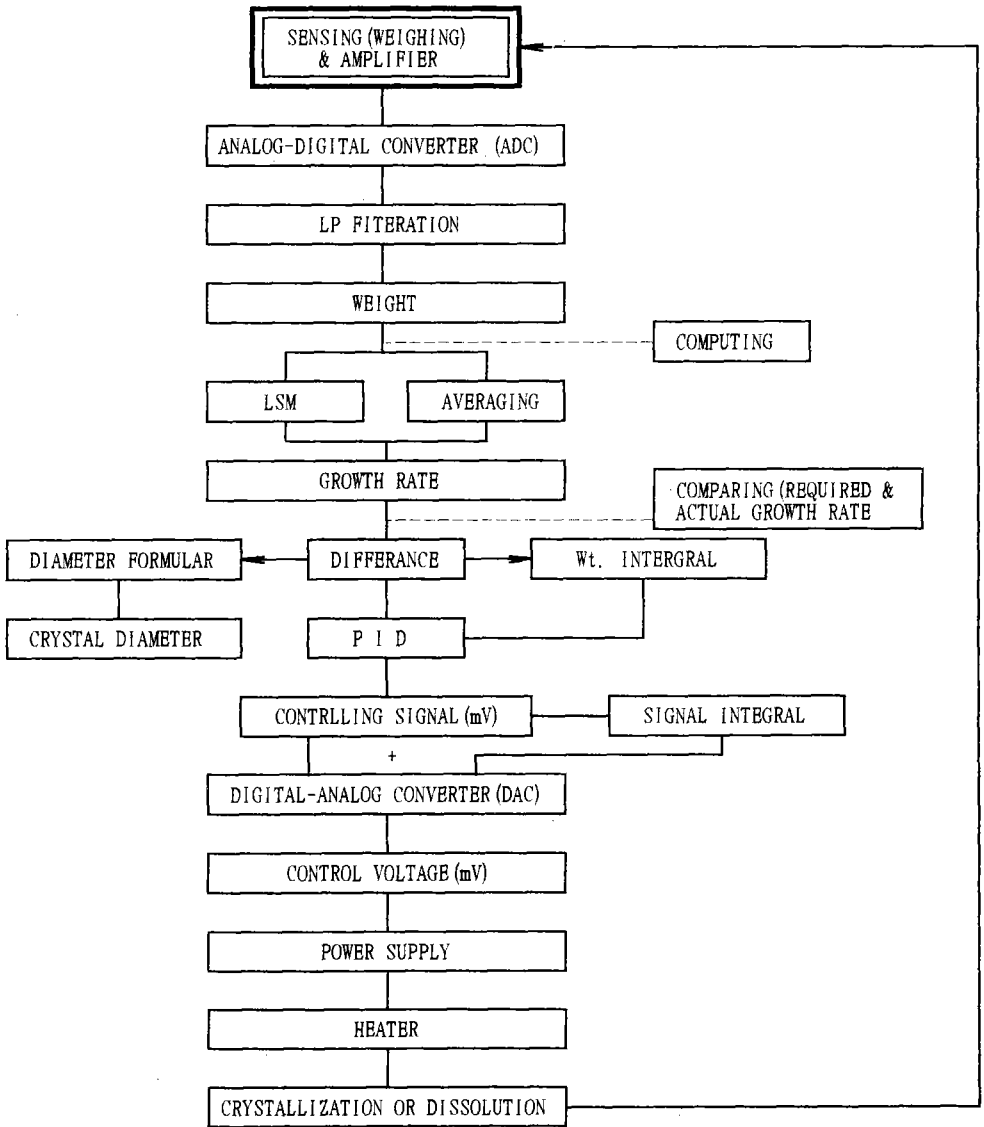 SENSING (WEIGHING)
& AMPLIFIER
ANALOG-DIGITAL CONVERTER (ADC)
LP FITERATION
WEIGHT
COMPUTING
LSM
AVERAGING
GROWTH RATE
COMPARING (REQUIRED &
ACTUAL GROWTH RATE
DIAMETER FORMULAR
DIFFERANCE
Wt. INTERGRAL
CRYSTAL DIAMETER
P I D
CONTRLLING SIGNAL (mV)
SIGNAL INTEGRAL
+
DIGITAL-ANALOG CONVERTER (DAC)
CONTROL VOLTAGE (mV)
POWER SUPPLY
HEATER
CRYSTALLIZATION OR DISSOLUTION